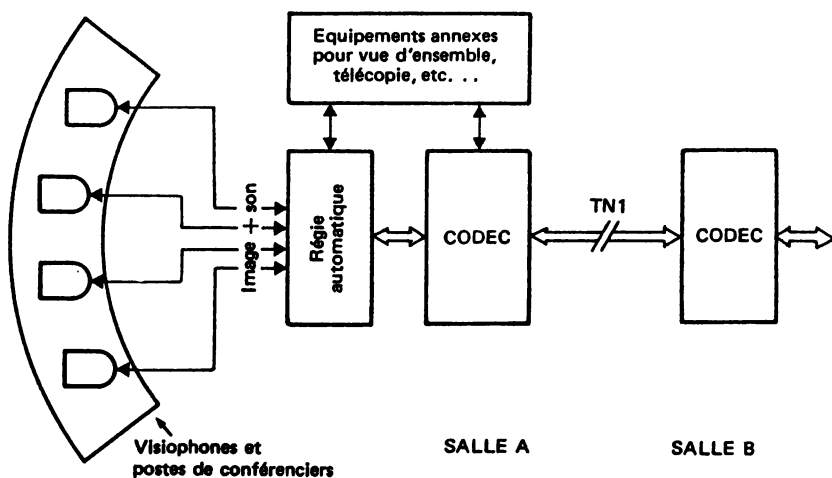 Equipements annexes
pour vue d'ensemble,
télécopie, etc. . .
Image + son
Régie
automatique
CODEC
TN1
CODEC
Visiophones et
postes de conférenciers
SALLE A
SALLE B